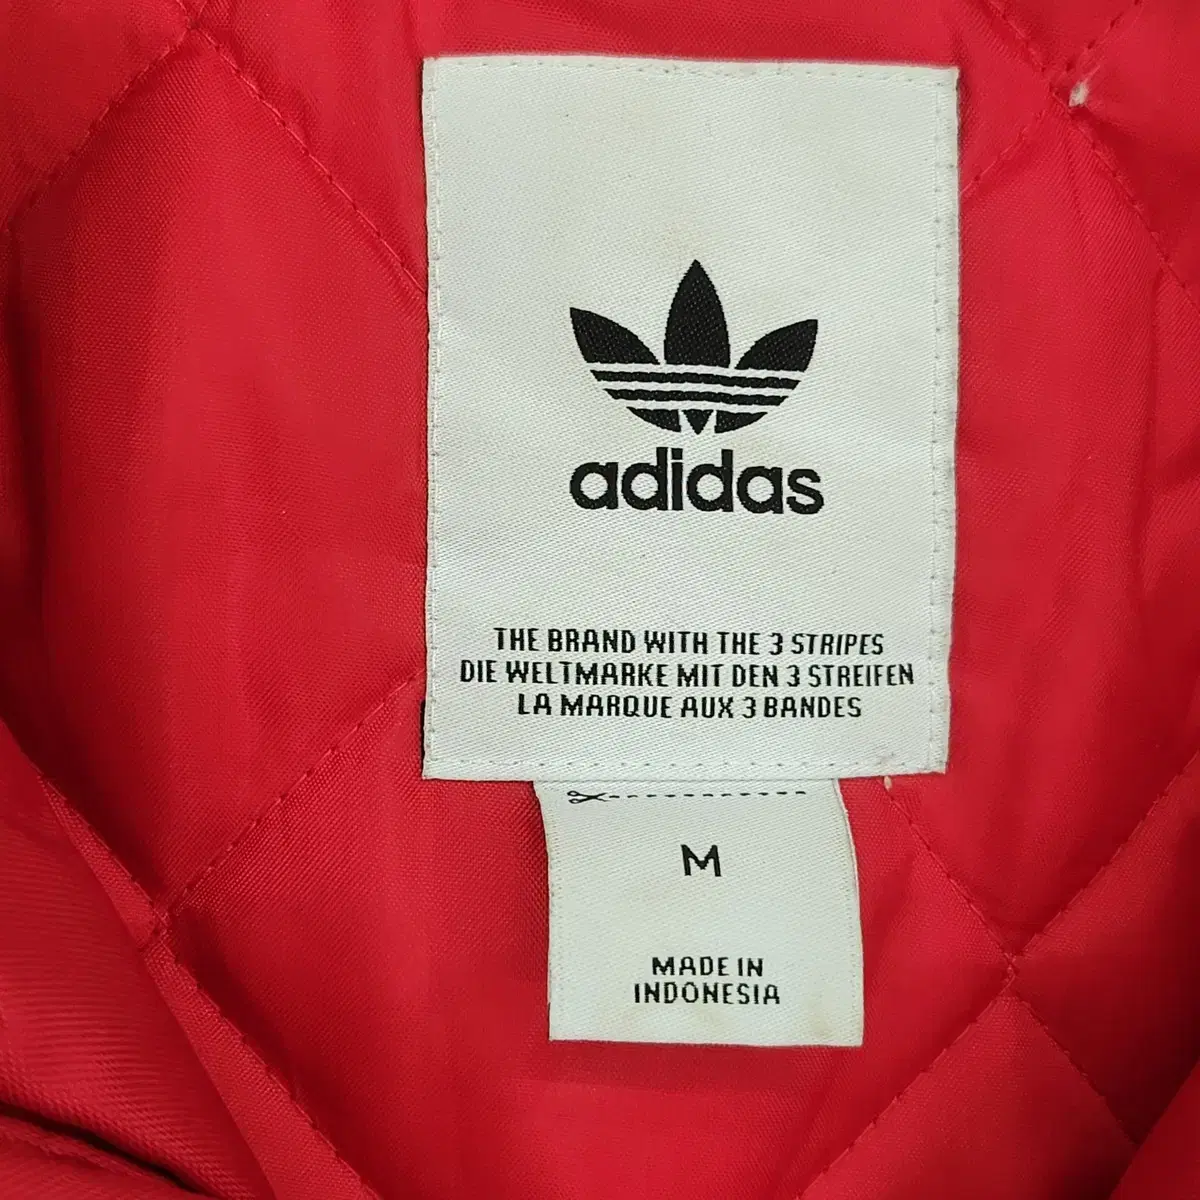 adidas
THE BRAND WITH THE 3 STRIPES
DIE WELTMARKE MIT DEN 3 STREIFEN
LA MARQUE AUX 3 BANDES
M
MADE IN
INDONESIA